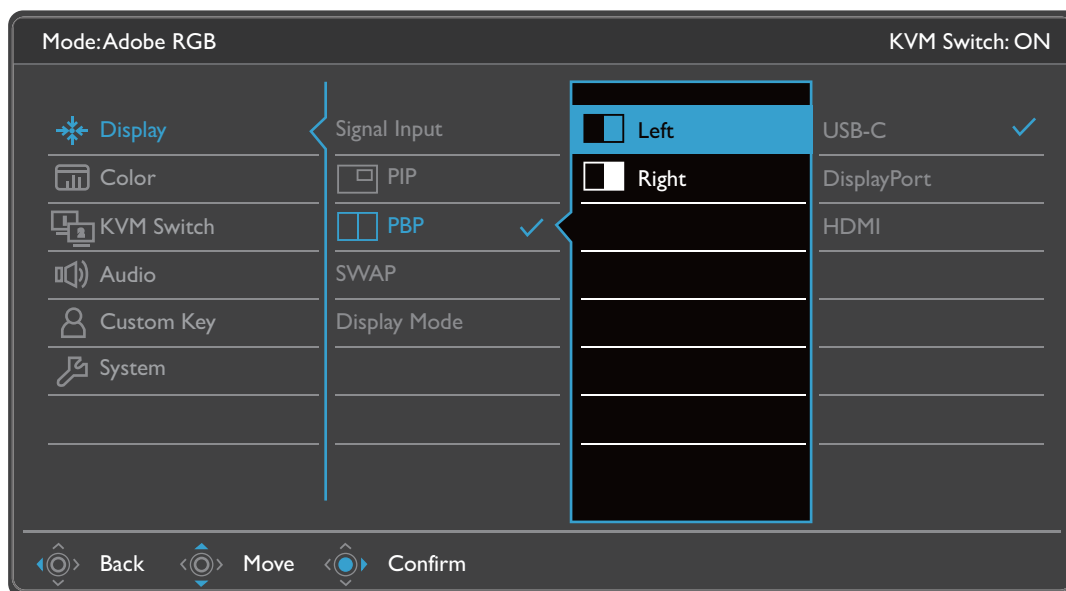 Mode: Adobe RGB
KVM Switch: ON
Display
Color
KVM Switch
Audio
Custom Key
System
Signal Input
PIP
PBP
SWAP
Display Mode
Left
Right
USB-C
DisplayPort
HDMI
Back
Move
Confirm